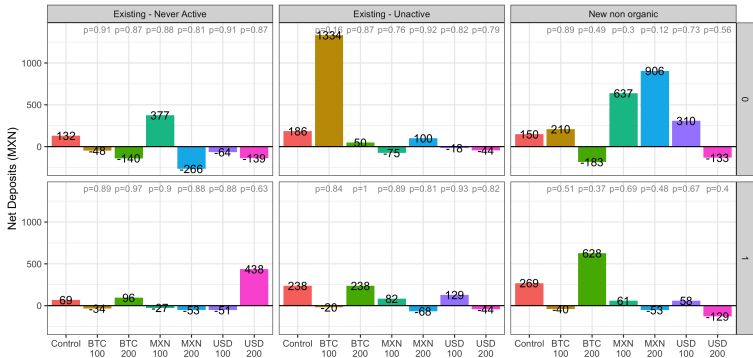 Existing - Never Active
Existing - Unactive
New non organic
p=0.91 p=0.87 p=0.88 p=0.81 p=0.91 p=0.87
p=0.16 p=0.87 p=0.76 p=0.92 p=0.82 p=0.79
p=0.89 p=0.49 p=0.3 p=0.12 p=0.73 p=0.56
Net Deposits (MXN)
1000
500
0
132 -48 -140 377 -266 -64 -139
186 1334 50 -75 100 -18 -44
150 210 -183 637 906 310 -133
0
p=0.89 p=0.97 p=0.9 p=0.88 p=0.88 p=0.63
p=0.84 p=1 p=0.89 p=0.81 p=0.93 p=0.82
p=0.51 p=0.37 p=0.69 p=0.48 p=0.67 p=0.4
1000
500
0
69 -34 96 -27 -53 -51 438
238 -20 238 82 -68 129 -44
269 -40 628 61 -53 58 -129
1
Control BTC BTC MXN MXN USD USD
100 200 100 200 100 200
Control BTC BTC MXN MXN USD USD
100 200 100 200 100 200
Control BTC BTC MXN MXN USD USD
100 200 100 200 100 200